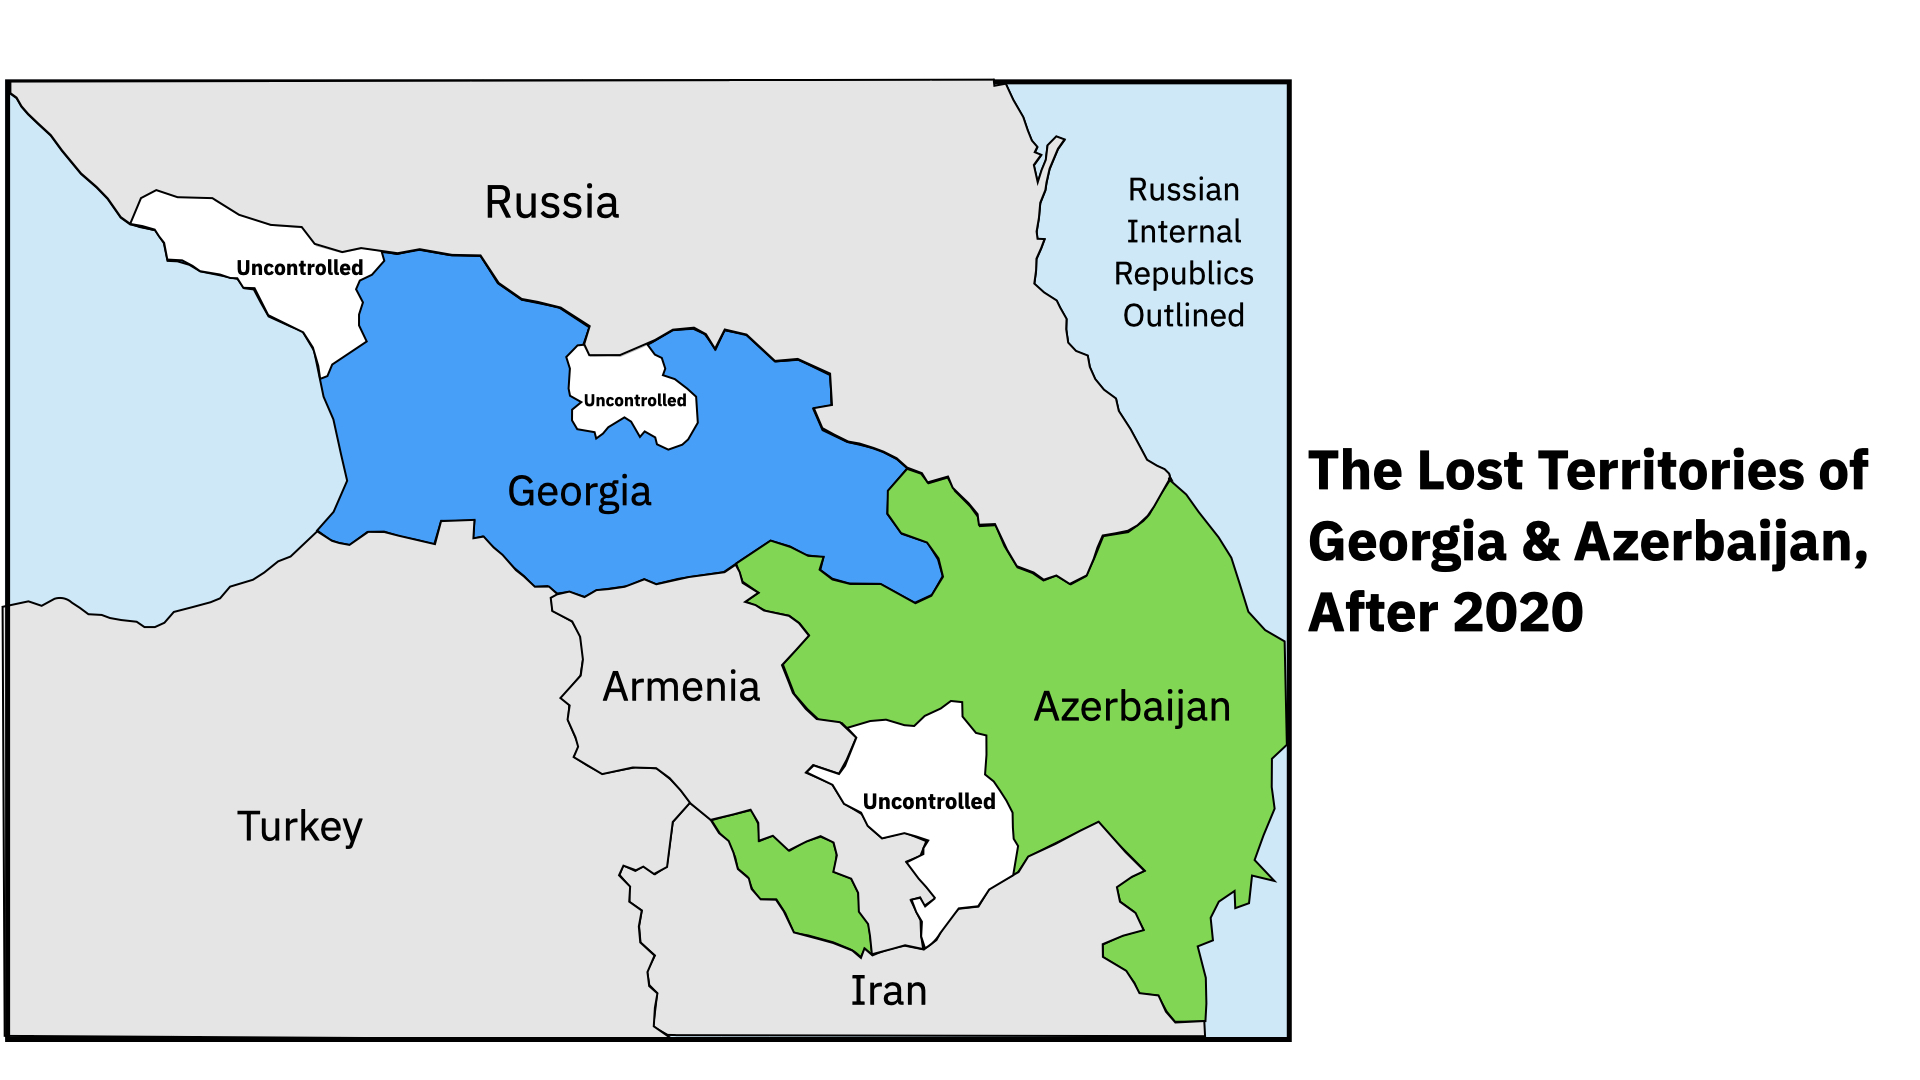 Russia
Russian
Internal
Republics
Outlined
Uncontrolled
Uncontrolled
Georgia
The Lost Territories of
Georgia & Azerbaijan,
After 2020
Armenia
Azerbaijan
Uncontrolled
Turkey
Iran